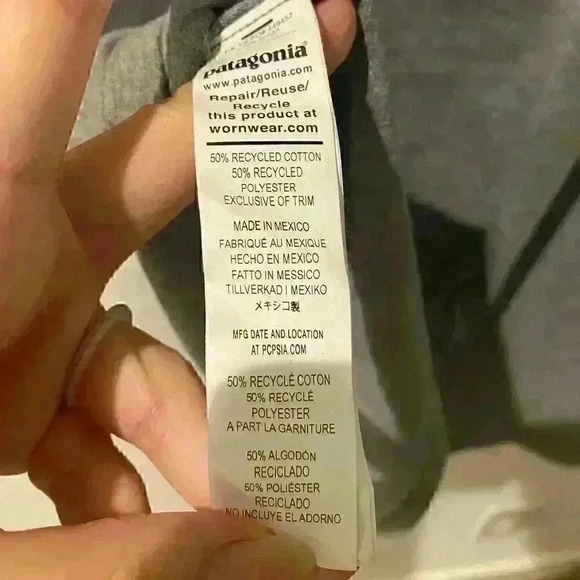 patagonia®
www.patagonia.com
Repair/Reuse/
Recycle
this product at
wornwear.com
50% RECYCLED COTTON
50% RECYCLED
POLYESTER
EXCLUSIVE OF TRIM
MADE IN MEXICO
FABRIQUÉ AU MEXIQUE
HECHO EN MEXICO
FATTO IN MESSICO
TILLVERKAD I MEXIKO
メキシコ製
MFG DATE AND LOCATION
AT PCPSIA.COM
50% RECYCLÉ COTON
50% RECYCLÉ
POLYESTER
A PART LA GARNITURE
50% ALGODÓN
RECICLADO
50% POLIÉSTER
RECICLADO
NO INCLUYE EL ADORNO